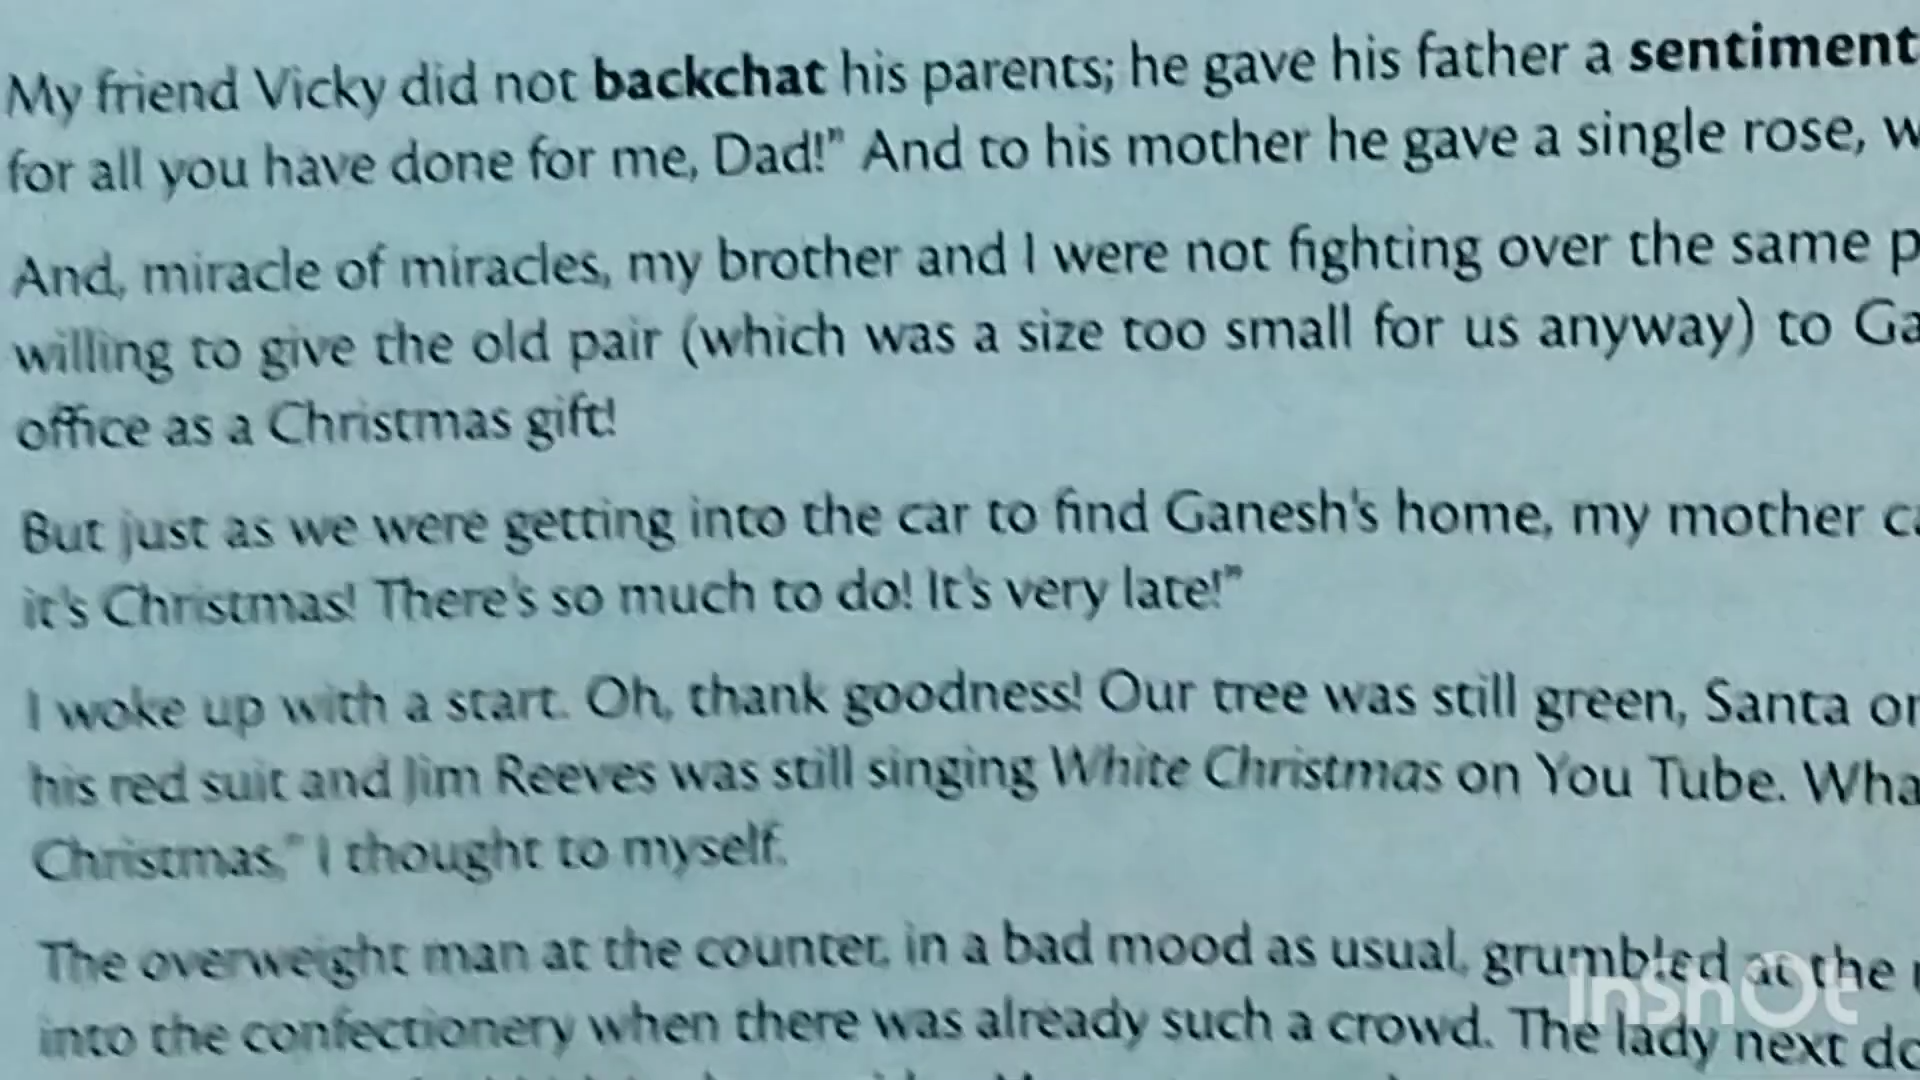 My friend Vicky did not backchat his parents; he gave his father a sentiment
for all you have done for me, Dad!" And to his mother he gave a single rose, w
And, miracle of miracles, my brother and I were not fighting over the same p
willing to give the old pair (which was a size too small for us anyway) to Ga
office as a Christmas gift!
But just as we were getting into the car to find Ganesh's home, my mother ca
it's Christmas! There's so much to do! It's very late!"
I woke up with a start. Oh, thank goodness! Our tree was still green, Santa
his red suit and Jim Reeves was still singing White Christmas on You Tube. Wha
Christmas," I thought to myself.
The overweight man at the counter, in a bad mood as usual, grumbled at the
into the confectionery when there was already such a crowd. The lady next do
InShOt